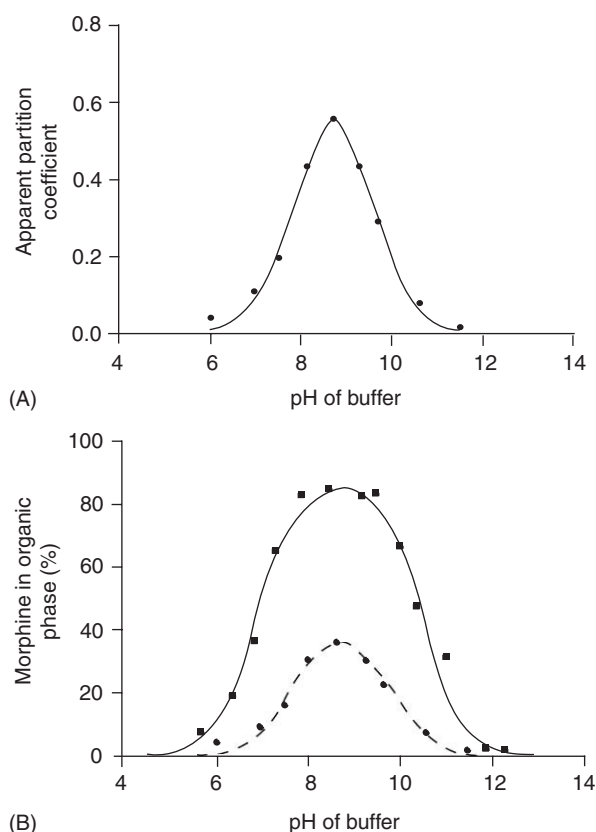 0.8
0.6
0.4
0.2
0.0
Apparent partition
coefficient
4 6 8 10 12 14
pH of buffer
(A)
100
80
60
40
20
0
Morphine in organic
phase (%)
4 6 8 10 12 14
pH of buffer
(B)